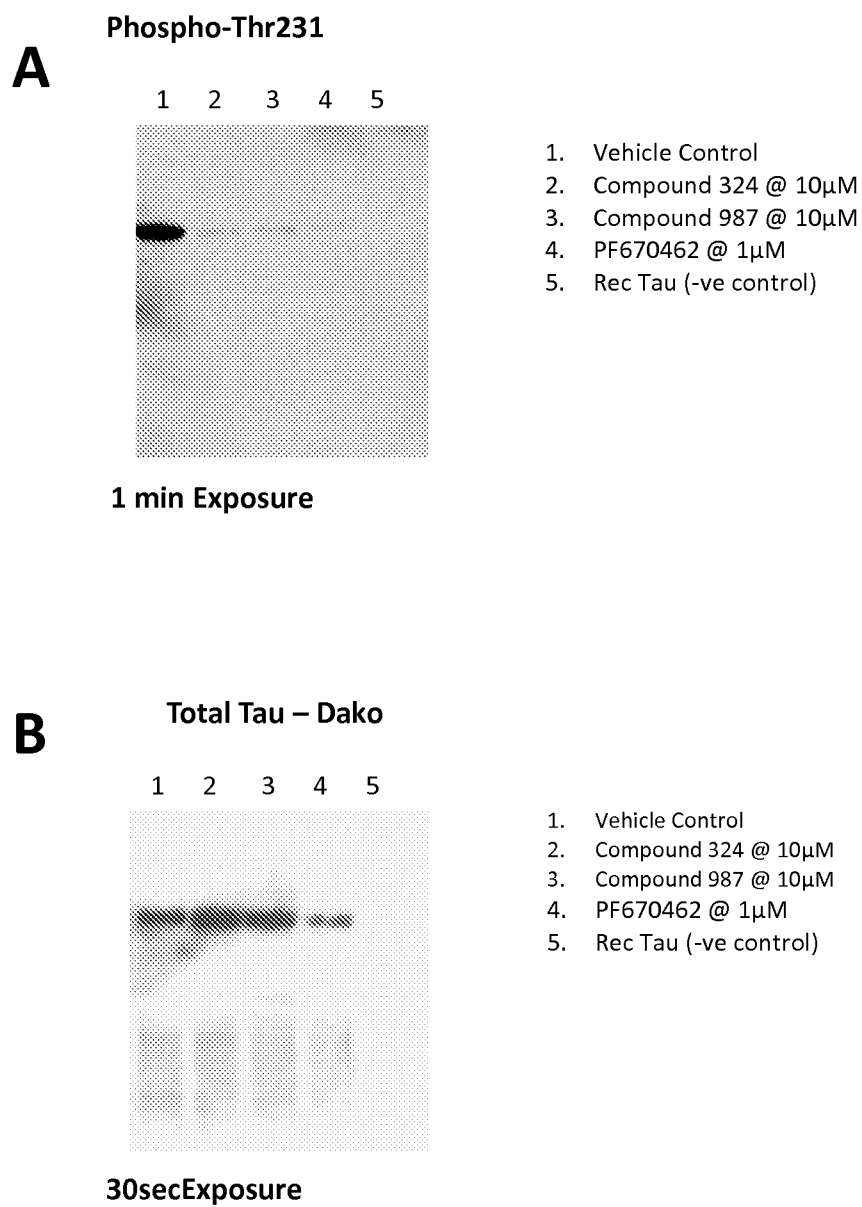 Phospho-Thr231
A
1 2 3 4 5
1. Vehicle Control
2. Compound 324 @ 10µM
3. Compound 987 @ 10µM
4. PF670462 @ 1µM
5. Rec Tau (-ve control)
1 min Exposure
Total Tau – Dako
B
1 2 3 4 5
1. Vehicle Control
2. Compound 324 @ 10µM
3. Compound 987 @ 10µM
4. PF670462 @ 1µM
5. Rec Tau (-ve control)
30secExposure